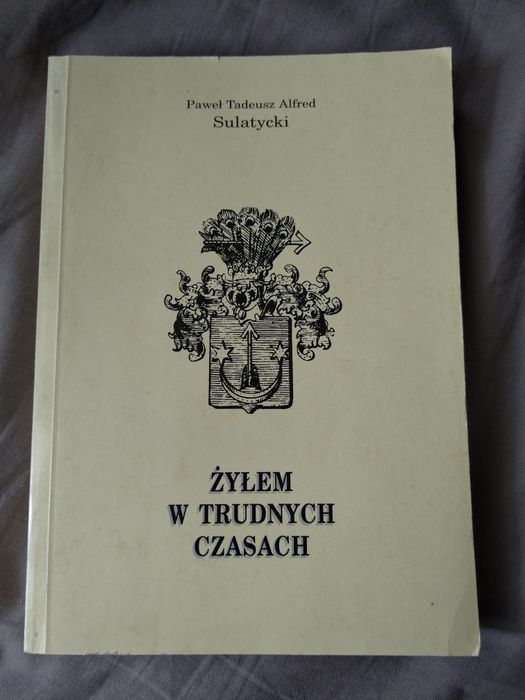 Paweł Tadeusz Alfred
Sulatycki
ŻYŁEM
W TRUDNYCH
CZASACH